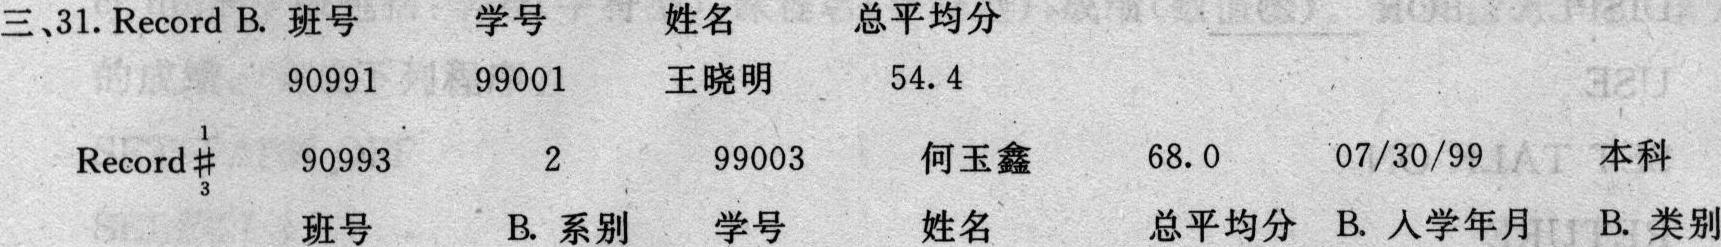 三、31. Record B. 班号 学号 姓名 总平均分
90991 99001 王晓明 54.4
1
Record # 90993 2 99003 何玉鑫 68.0 07/30/99 本科
3
班号 B. 系别 学号 姓名 总平均分 B. 入学年月 B. 类别